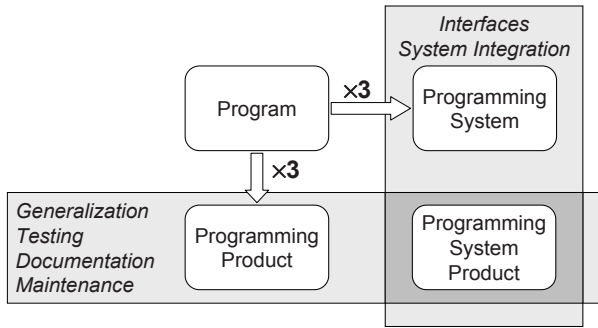 Interfaces
System Integration
Program
×3
Programming
System
×3
Generalization
Testing
Documentation
Maintenance
Programming
Product
Programming
System
Product